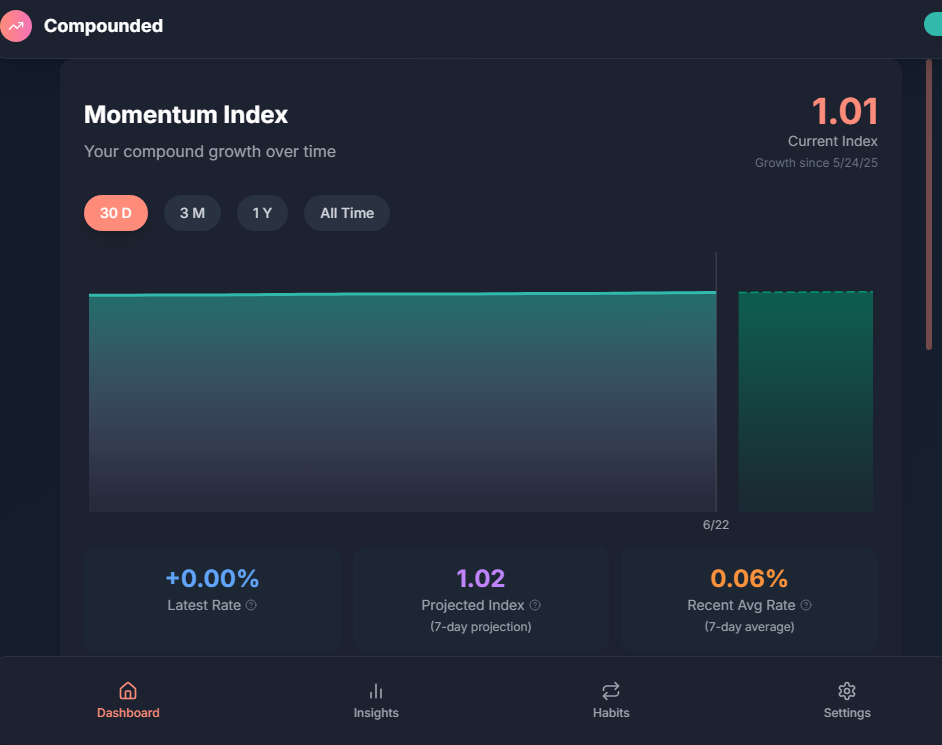 Compounded
Momentum Index
1.01
Your compound growth over time
Current Index
Growth since 5/24/25
30 D
3 M
1 Y
All Time
6/22
+0.00%
Latest Rate
1.02
Projected Index
(7-day projection)
0.06%
Recent Avg Rate
(7-day average)
Dashboard
Insights
Habits
Settings